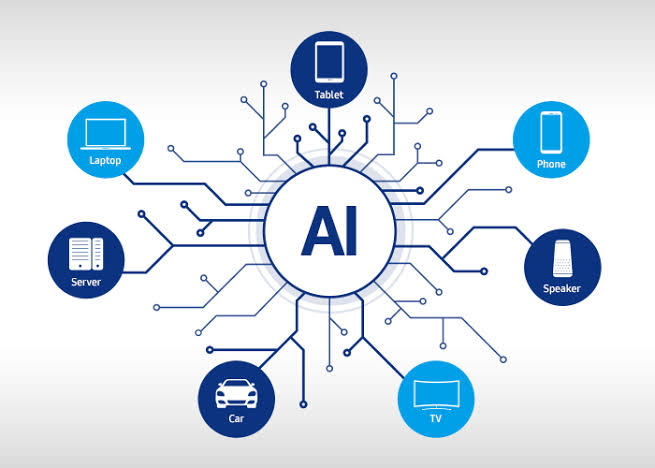 Tablet
Laptop
Phone
AI
Server
Speaker
Car
TV